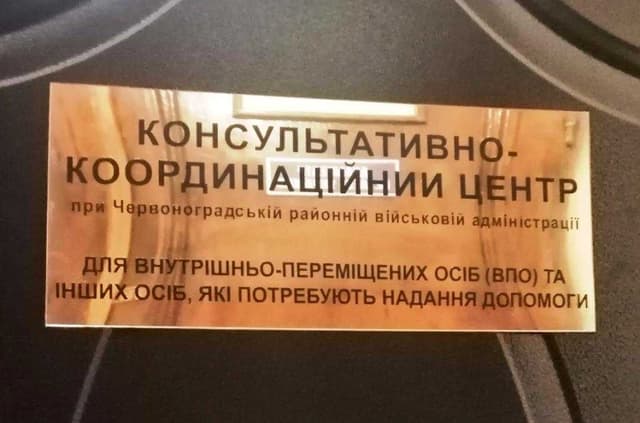 КОНСУЛЬТАТИВНО-
КООРДИНАЦІЙНИИ ЦЕНТР
при Червоноградській районній військовій адміністрації
ДЛЯ ВНУТРІШНЬО-ПЕРЕМІЩЕНИХ ОСІБ (ВПО) ТА
ІНШИХ ОСІБ, ЯКІ ПОТРЕБУЮТЬ НАДАННЯ ДОПОМОГИ